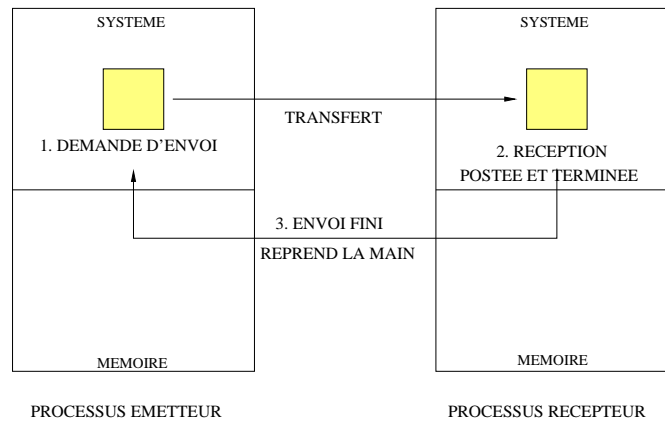 SYSTEME
SYSTEME
TRANSFERT
1. DEMANDE D'ENVOI
2. RECEPTION
POSTEE ET TERMINEE
3. ENVOI FINI
REPREND LA MAIN
MEMOIRE
MEMOIRE
PROCESSUS EMETTEUR
PROCESSUS RECEPTEUR